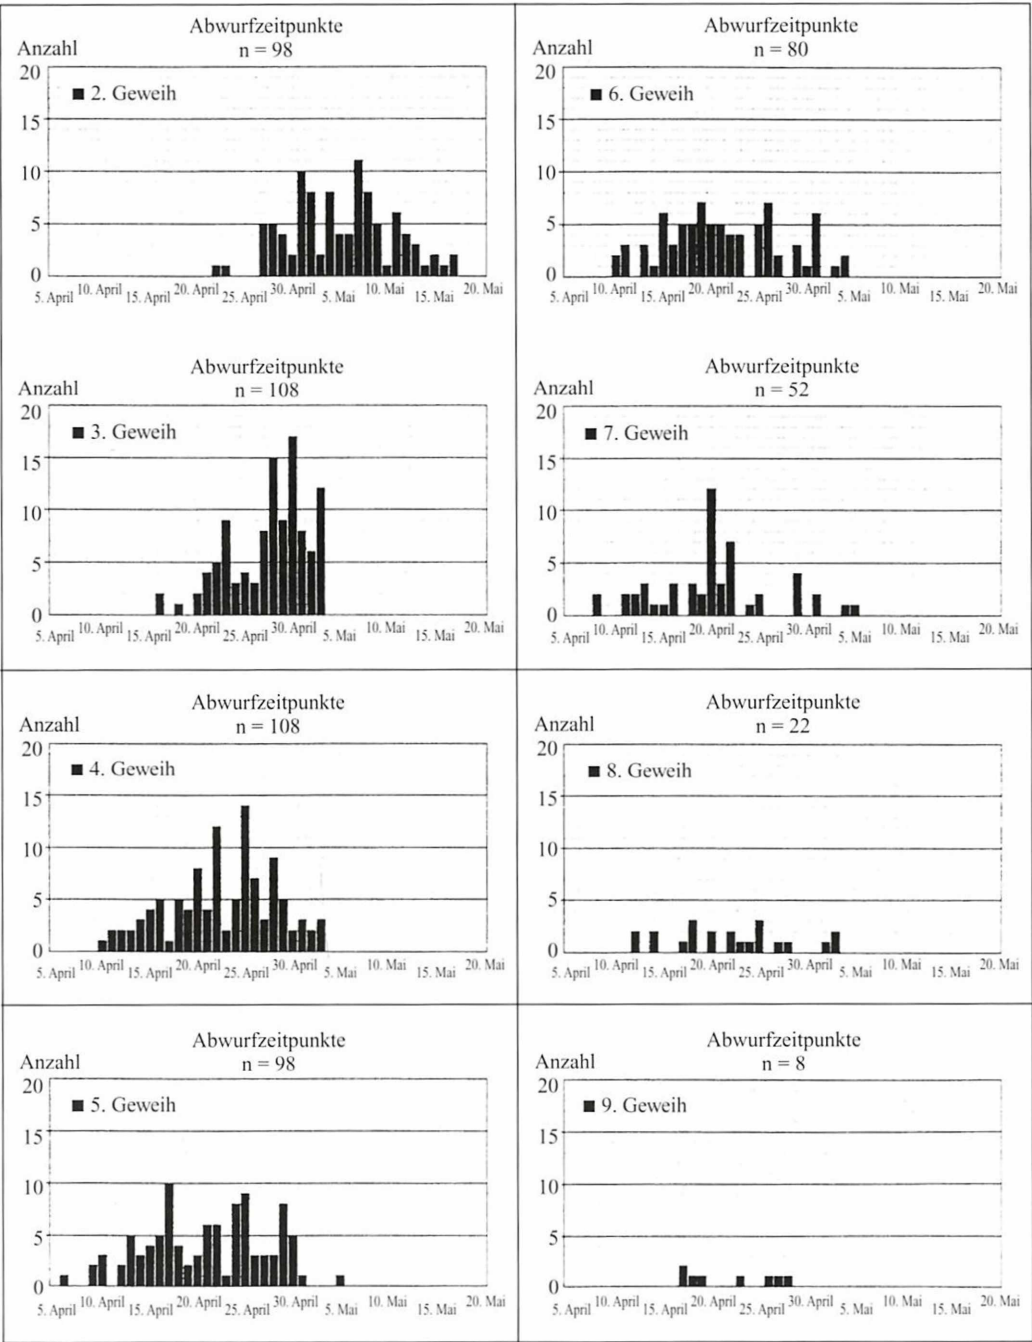 Abwurfzeitpunkte
Anzahl n = 98
20
■ 2. Geweih
15
10
5
0
5. April 10. April 15. April 20. April 25. April 30. April 5. Mai 10. Mai 15. Mai 20. Mai
Abwurfzeitpunkte
Anzahl n = 108
20
■ 3. Geweih
15
10
5
0
5. April 10. April 15. April 20. April 25. April 30. April 5. Mai 10. Mai 15. Mai 20. Mai
Abwurfzeitpunkte
Anzahl n = 108
20
■ 4. Geweih
15
10
5
0
5. April 10. April 15. April 20. April 25. April 30. April 5. Mai 10. Mai 15. Mai 20. Mai
Abwurfzeitpunkte
Anzahl n = 98
20
■ 5. Geweih
15
10
5
0
5. April 10. April 15. April 20. April 25. April 30. April 5. Mai 10. Mai 15. Mai 20. Mai
Abwurfzeitpunkte
Anzahl n = 80
20
■ 6. Geweih
15
10
5
0
5. April 10. April 15. April 20. April 25. April 30. April 5. Mai 10. Mai 15. Mai 20. Mai
Abwurfzeitpunkte
Anzahl n = 52
20
■ 7. Geweih
15
10
5
0
5. April 10. April 15. April 20. April 25. April 30. April 5. Mai 10. Mai 15. Mai 20. Mai
Abwurfzeitpunkte
Anzahl n = 22
20
■ 8. Geweih
15
10
5
0
5. April 10. April 15. April 20. April 25. April 30. April 5. Mai 10. Mai 15. Mai 20. Mai
Abwurfzeitpunkte
Anzahl n = 8
20
■ 9. Geweih
15
10
5
0
5. April 10. April 15. April 20. April 25. April 30. April 5. Mai 10. Mai 15. Mai 20. Mai